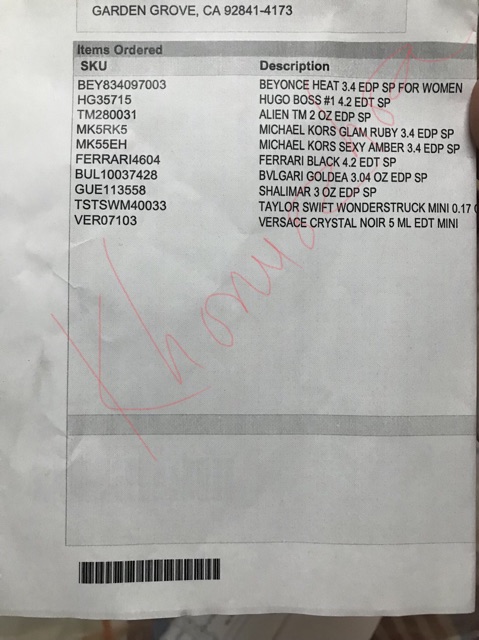 GARDEN GROVE, CA 92841-4173
Items Ordered
SKU Description
BEY834097003 BEYONCE HEAT 3.4 EDP SP FOR WOMEN
HG35715 HUGO BOSS #1 4.2 EDT SP
TM280031 ALIEN TM 2 OZ EDP SP
MK5RK5 MICHAEL KORS GLAM RUBY 3.4 EDP SP
MK55EH MICHAEL KORS SEXY AMBER 3.4 EDP SP
FERRARI4604 FERRARI BLACK 4.2 EDT SP
BUL10037428 BVLGARI GOLDEA 3.04 OZ EDP SP
GUE113558 SHALIMAR 3 OZ EDP SP
TSTSWM40033 TAYLOR SWIFT WONDERSTRUCK MINI 0.17
VER07103 VERSACE CRYSTAL NOIR 5 ML EDT MINI